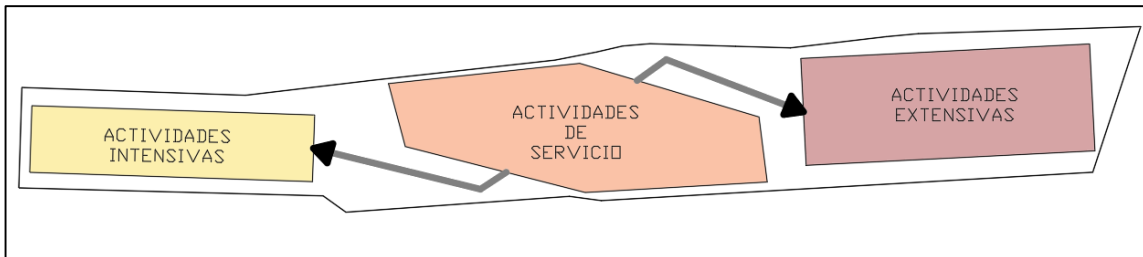 ACTIVIDADES
INTENSIVAS
ACTIVIDADES
DE
SERVICIO
ACTIVIDADES
EXTENSIVAS